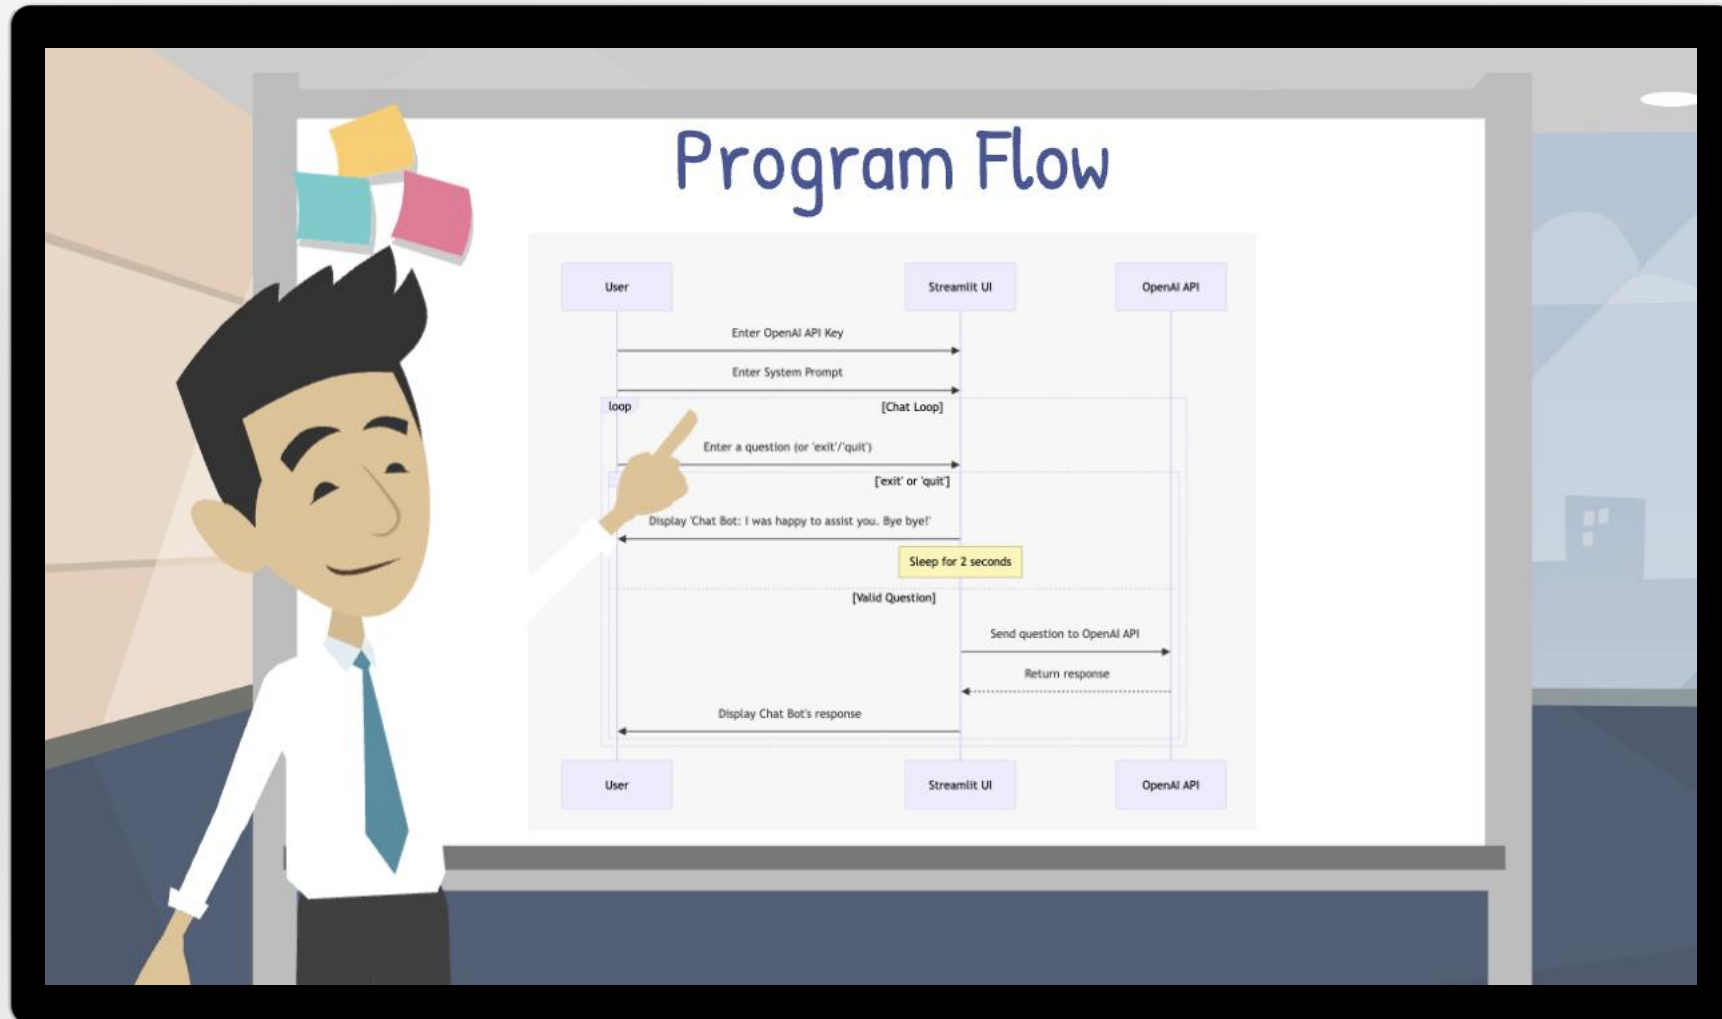 Program Flow
User
Streamlit UI
OpenAI API
Enter OpenAI API Key
Enter System Prompt
loop
[Chat Loop]
Enter a question (or 'exit'/'quit')
['exit' or 'quit']
Display 'Chat Bot: I was happy to assist you. Bye bye!'
Sleep for 2 seconds
[Valid Question]
Send question to OpenAI API
Return response
Display Chat Bot's response
User
Streamlit UI
OpenAI API